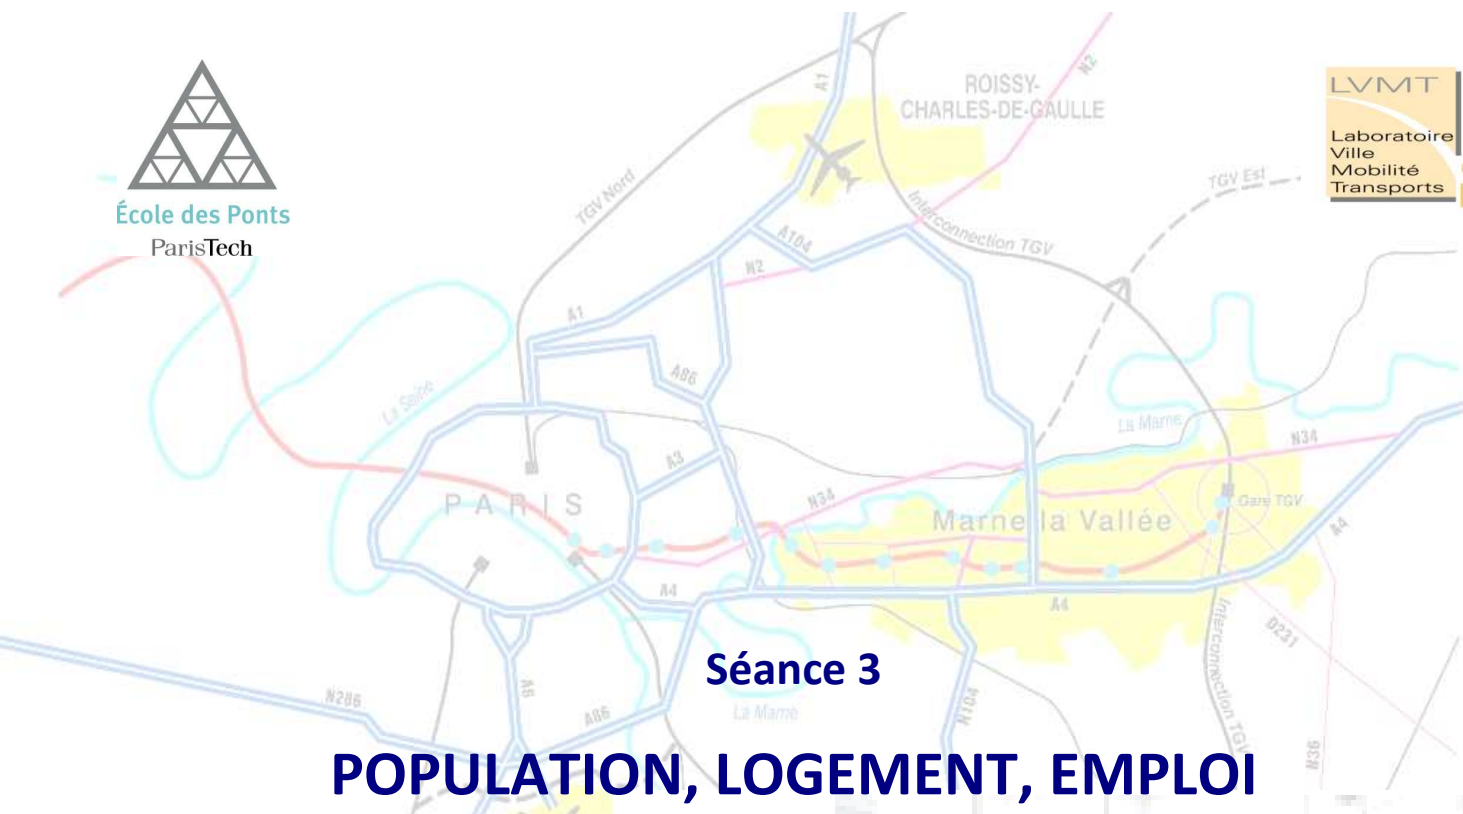 École des Ponts
ParisTech
LVMT
Laboratoire
Ville
Mobilité
Transports
ROISSY-
CHARLES-DE-GAULLE
A1
N2
TGV Nord
TGV Est
Interconnection TGV
A104
N2
A1
A86
La Seine
La Marne
N34
A3
PARIS
N34
Marne la Vallée
Gare TGV
A4
A4
A4
D231
Interconnection TGV
Séance 3
N286
A6
A86
La Marne
N104
N36
POPULATION, LOGEMENT, EMPLOI